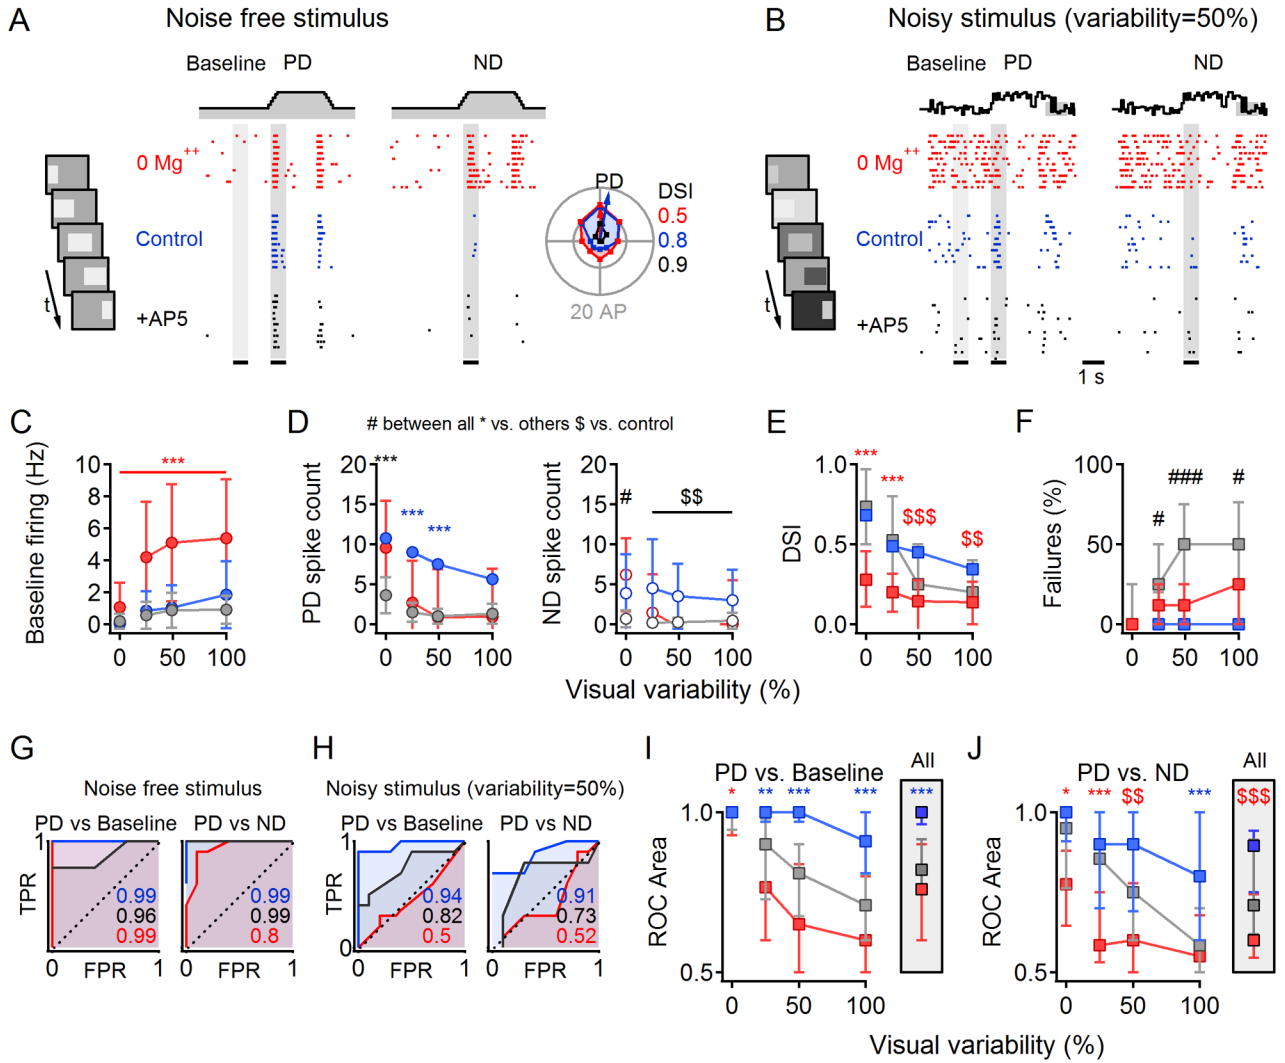 A
Noise free stimulus
Baseline PD
ND
0 Mg++
Control
+AP5
t
PD
DSI
0.5
0.8
0.9
20 AP
B
Noisy stimulus (variability=50%)
Baseline PD
ND
0 Mg++
Control
+AP5
t
1 s
C
Baseline firing (Hz)
10
8
6
4
2
0
***
0 50 100
D
# between all * vs. others $ vs. control
PD spike count
20
15
10
5
0
***
***
***
0 50 100
ND spike count
20
15
10
5
0
#
$$
0 50 100
E
DSI
1.0
0.5
0.0
***
***
$$$
$$
0 50 100
F
Failures (%)
100
50
0
#
###
#
0 50 100
Visual variability (%)
G
Noise free stimulus
PD vs Baseline
PD vs ND
TPR
1
0
0.99
0.96
0.99
0.99
0.99
0.8
0 FPR 1
H
Noisy stimulus (variability=50%)
PD vs Baseline
PD vs ND
TPR
1
0
0.94
0.82
0.5
0.91
0.73
0.52
0 FPR 1
0 FPR 1
I
PD vs. Baseline
All
ROC Area
1.0
0.5
*
**
***
***
***
0 50 100
J
PD vs. ND
All
ROC Area
1.0
0.5
*
***
$$
***
$$$
0 50 100
Visual variability (%)